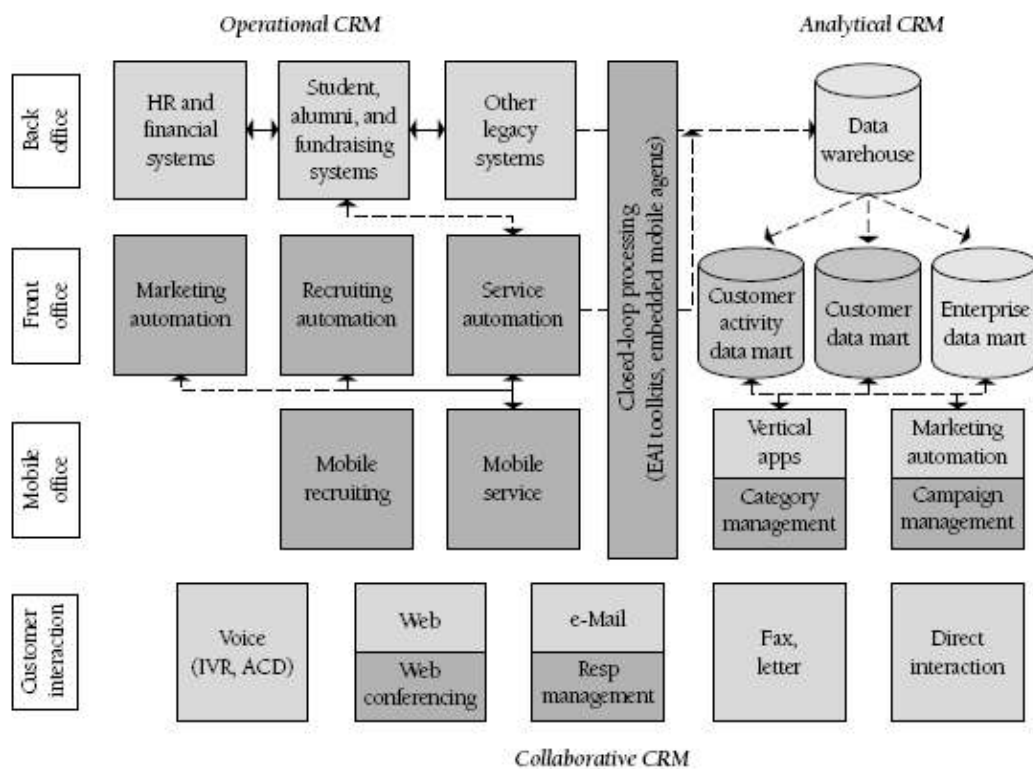 Operational CRM
Analytical CRM
Back
office
HR and
financial
systems
Student,
alumni, and
fundraising
systems
Other
legacy
systems
Closed-loop processing
(EAI toolkits, embedded mobile agents)
Data
warehouse
Front
office
Marketing
automation
Recruiting
automation
Service
automation
Customer
activity
data mart
Customer
data mart
Enterprise
data mart
Mobile
office
Mobile
recruiting
Mobile
service
Vertical
apps
Category
management
Marketing
automation
Campaign
management
Customer
interaction
Voice
(IVR, ACD)
Web
Web
conferencing
e-Mail
Resp
management
Fax,
letter
Direct
interaction
Collaborative CRM